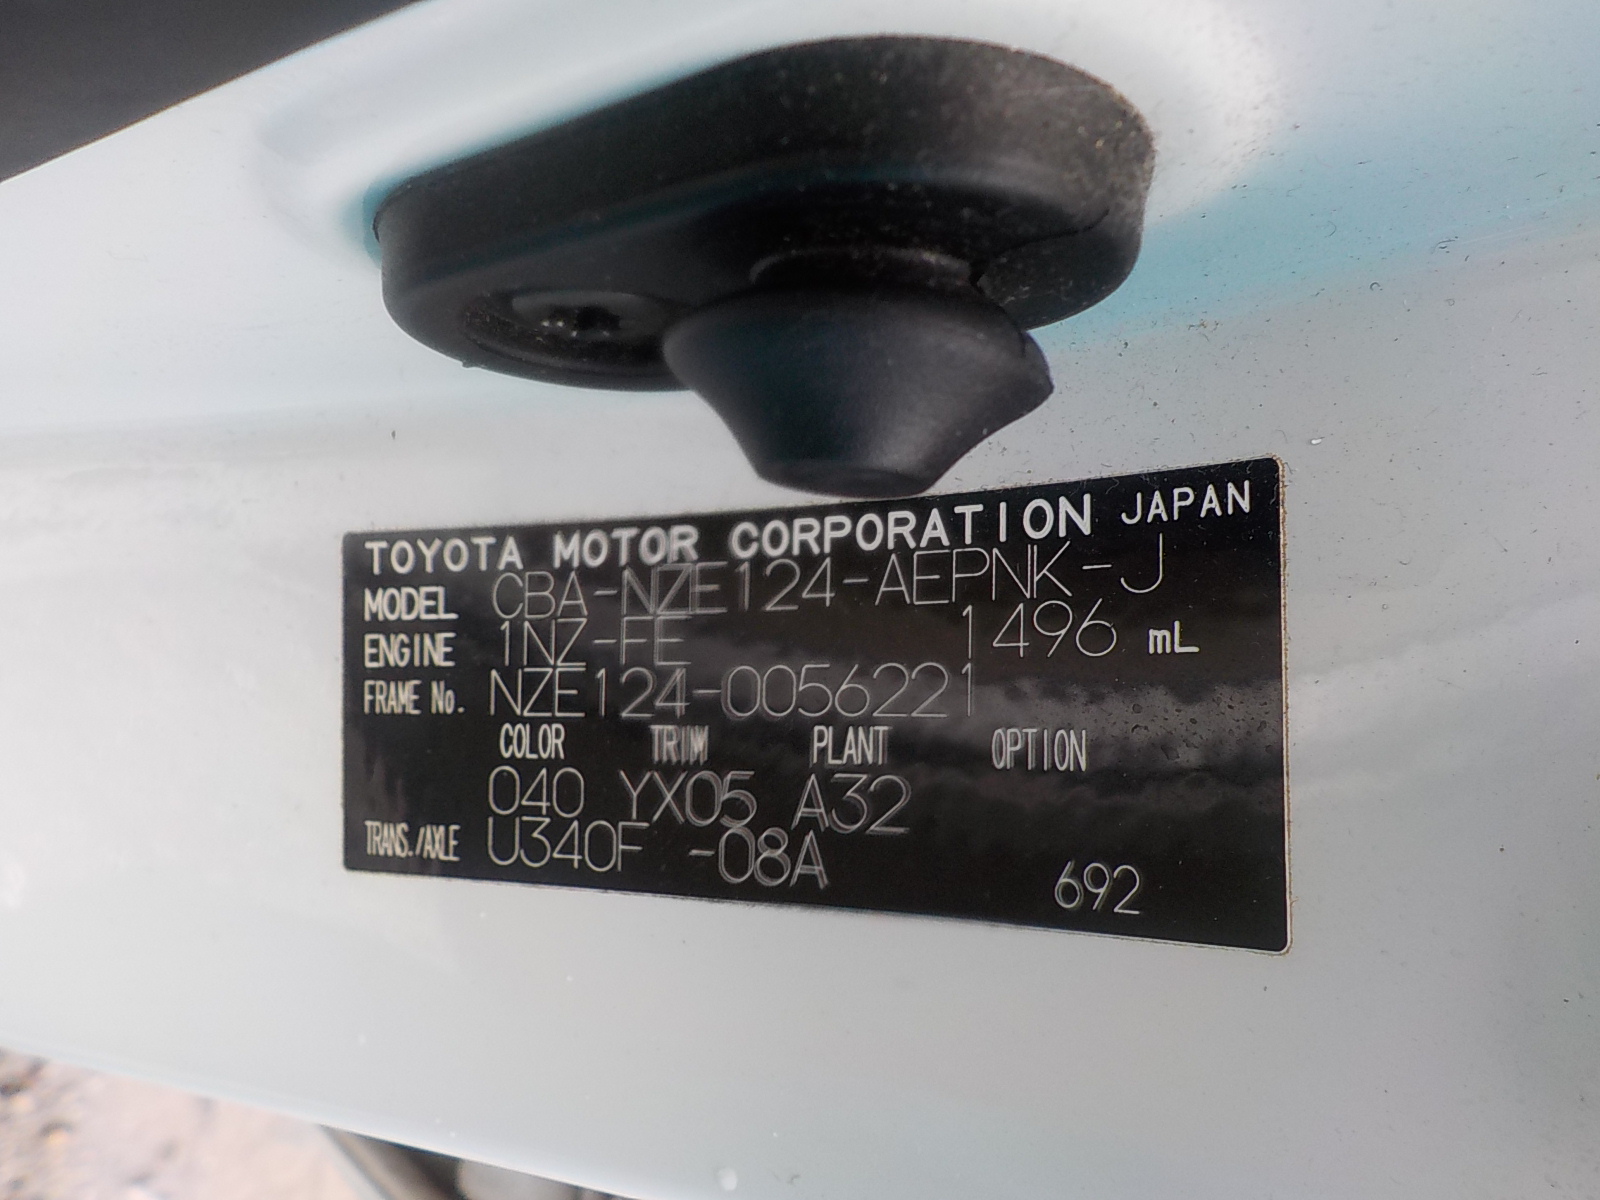 TOYOTA MOTOR CORPORATION JAPAN
MODEL CBA-NZE124-AEPNK-J
ENGINE 1NZ-FE 1496 mL
FRAME No. NZE124-0056221
COLOR TRIM PLANT OPTION
040 YX05 A32
TRANS./AXLE U340F -08A
692